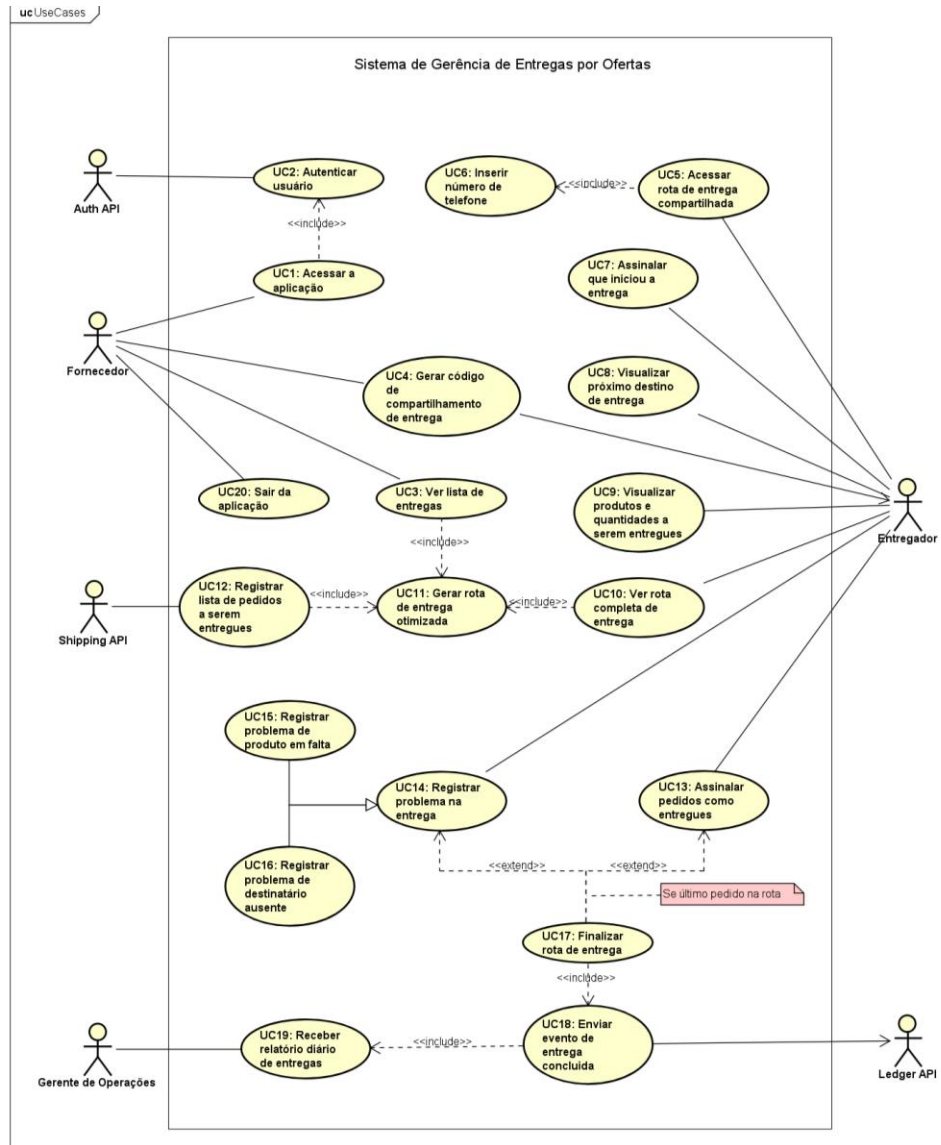 uc UseCases
Sistema de Gerência de Entregas por Ofertas
UC2: Autenticar
usuário
UC6: Inserir
número de
telefone
<<include>>
UC5: Acessar
rota de entrega
compartilhada
Auth API
<<include>>
UC1: Acessar a
aplicação
UC7: Assinalar
que iniciou a
entrega
Fornecedor
UC4: Gerar código
de
compartilhamento
de entrega
UC8: Visualizar
próximo destino
de entrega
UC20: Sair da
aplicação
UC3: Ver lista de
entregas
UC9: Visualizar
produtos e
quantidades a
serem entregues
Entregador
<<include>>
UC12: Registrar
lista de pedidos
a serem
entregues
<<include>>
UC11: Gerar rota
de entrega
otimizada
<<include>>
UC10: Ver rota
completa de
entrega
Shipping API
UC15: Registrar
problema de
produto em falta
UC14: Registrar
problema na
entrega
UC13: Assinalar
pedidos como
entregues
UC16: Registrar
problema de
destinatário
ausente
<<extend>>
<<extend>>
Se último pedido na rota
UC17: Finalizar
rota de entrega
<<include>>
UC19: Receber
relatório diário
de entregas
<<include>>
UC18: Enviar
evento de
entrega
concluida
Gerente de Operações
Ledger API